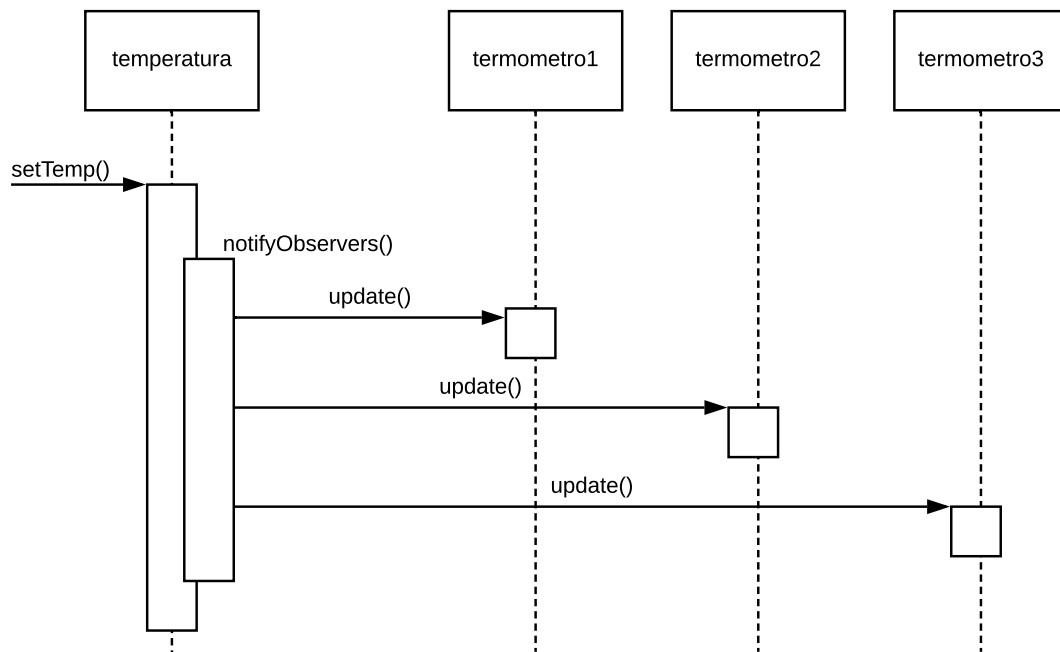 temperatura
termometro1
termometro2
termometro3
setTemp()
notifyObservers()
update()
update()
update()